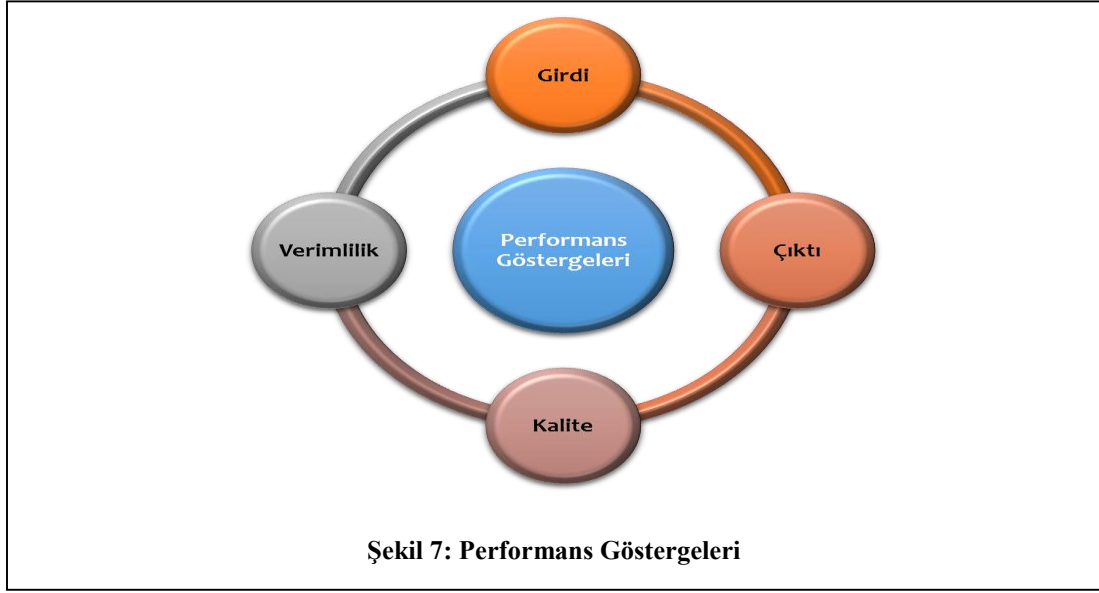 Girdi
Verimlilik
Performans
Göstergeleri
Çıktı
Kalite
Şekil 7: Performans Göstergeleri